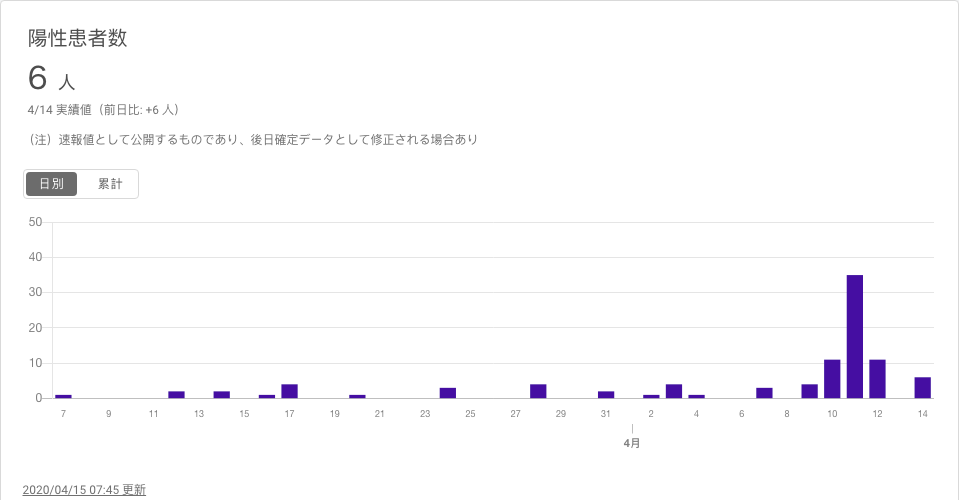 陽性患者数
6 人
4/14 実績値（前日比: +6 人）
（注）速報値として公開するものであり、後日確定データとして修正される場合あり
日別 累計
50
40
30
20
10
0
7 9 11 13 15 17 19 21 23 25 27 29 31 2 4 6 8 10 12 14
4月
2020/04/15 07:45 更新